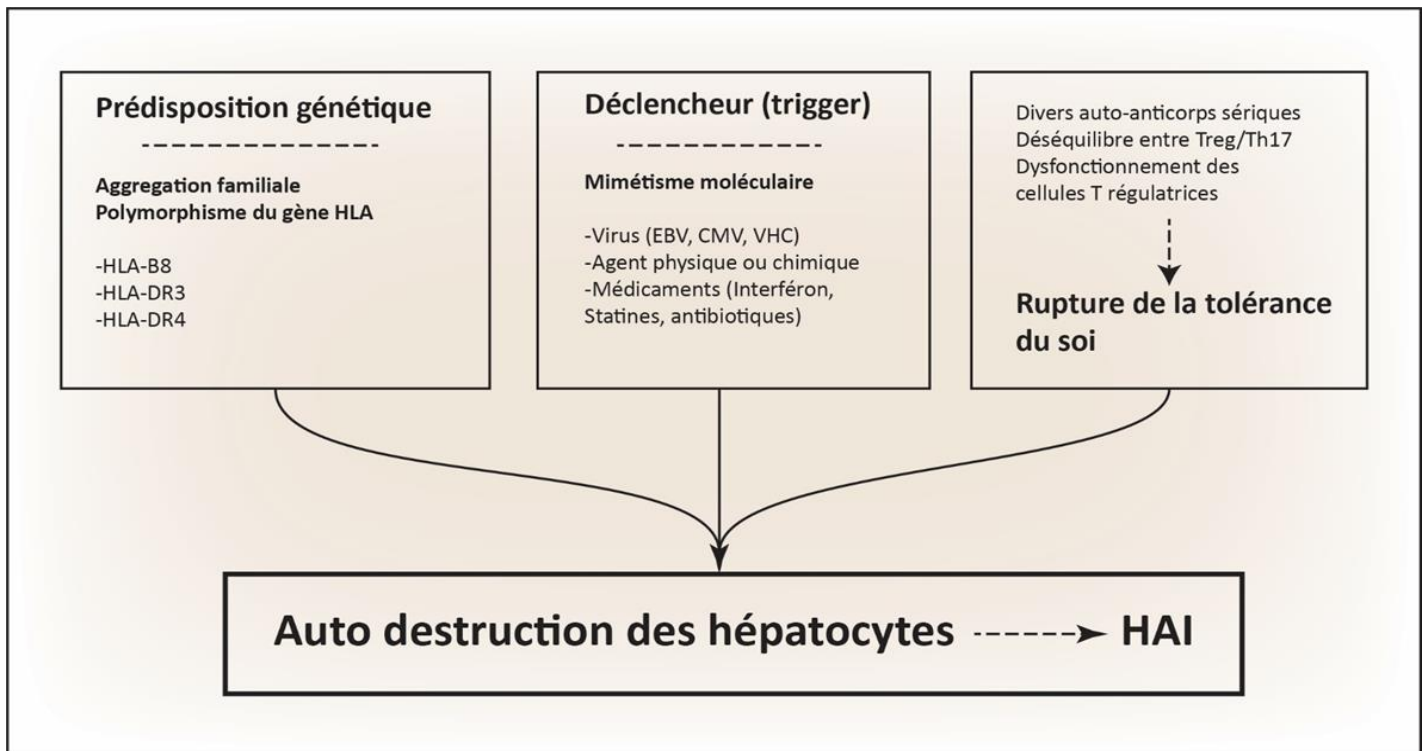 Prédisposition génétique
Aggregation familiale
Polymorphisme du gène HLA
-HLA-B8
-HLA-DR3
-HLA-DR4
Déclencheur (trigger)
Mimétisme moléculaire
-Virus (EBV, CMV, VHC)
-Agent physique ou chimique
-Médicaments (Interféron,
Statines, antibiotiques)
Divers auto-anticorps sériques
Déséquilibre entre Treg/Th17
Dysfonctionnement des
cellules T régulatrices
Rupture de la tolérance
du soi
Auto destruction des hépatocytes HAI